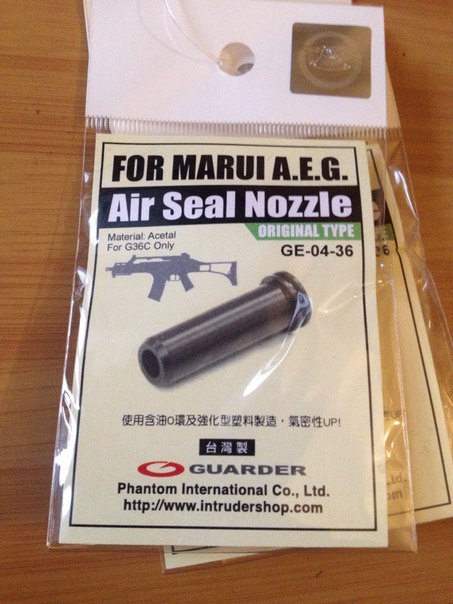 FOR MARUI A.E.G.
Air Seal Nozzle
ORIGINAL TYPE
Material: Acetal
For G36C Only
GE-04-36
使用含油O環及強化型塑料製造，氣密性UP!
台灣製
GUARDER
Phantom International Co., Ltd.
http://www.intrudershop.com